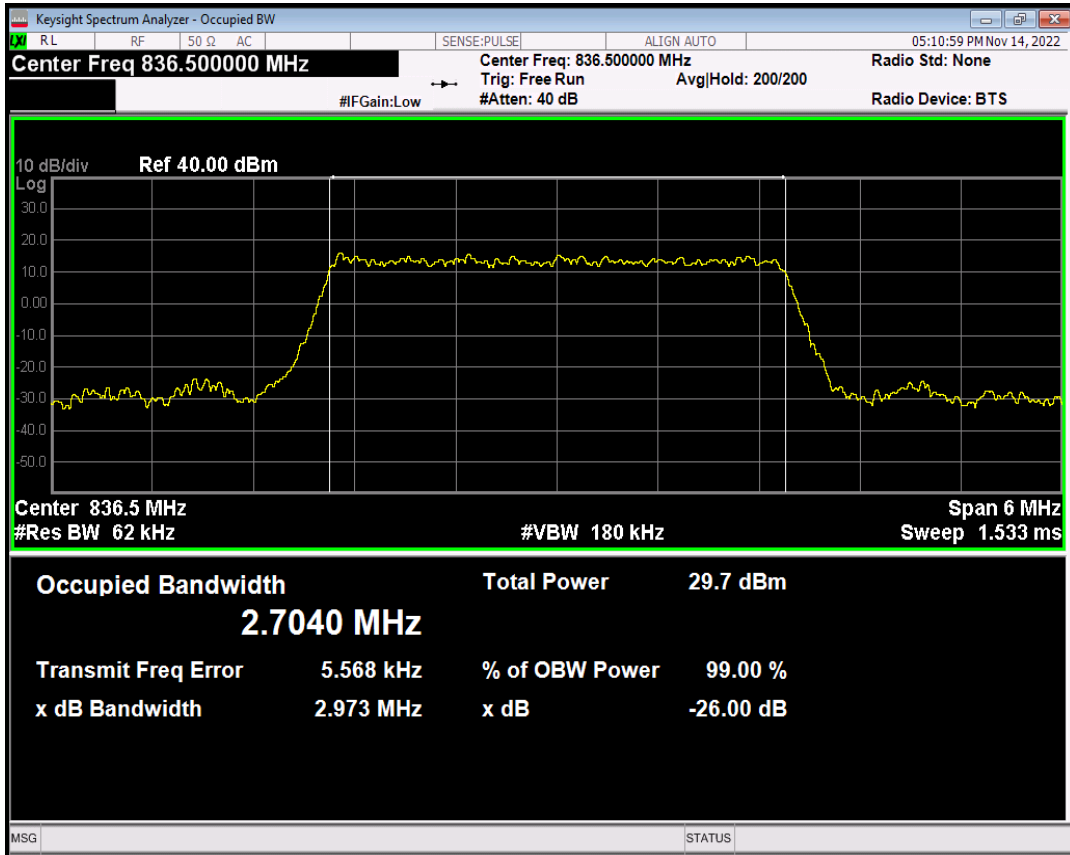 Keysight Spectrum Analyzer - Occupied BW
LXI RL RF 50 Ω AC SENSE:PULSE ALIGN AUTO 05:10:59 PM Nov 14, 2022
Center Freq 836.500000 MHz Center Freq: 836.500000 MHz Radio Std: None
Trig: Free Run Avg|Hold: 200/200
#IFGain:Low #Atten: 40 dB Radio Device: BTS
10 dB/div Ref 40.00 dBm
Log
30.0
20.0
10.0
0.00
-10.0
-20.0
-30.0
-40.0
-50.0
Center 836.5 MHz Span 6 MHz
#Res BW 62 kHz #VBW 180 kHz Sweep 1.533 ms
Occupied Bandwidth Total Power 29.7 dBm
2.7040 MHz
Transmit Freq Error 5.568 kHz % of OBW Power 99.00 %
x dB Bandwidth 2.973 MHz x dB -26.00 dB
MSG STATUS